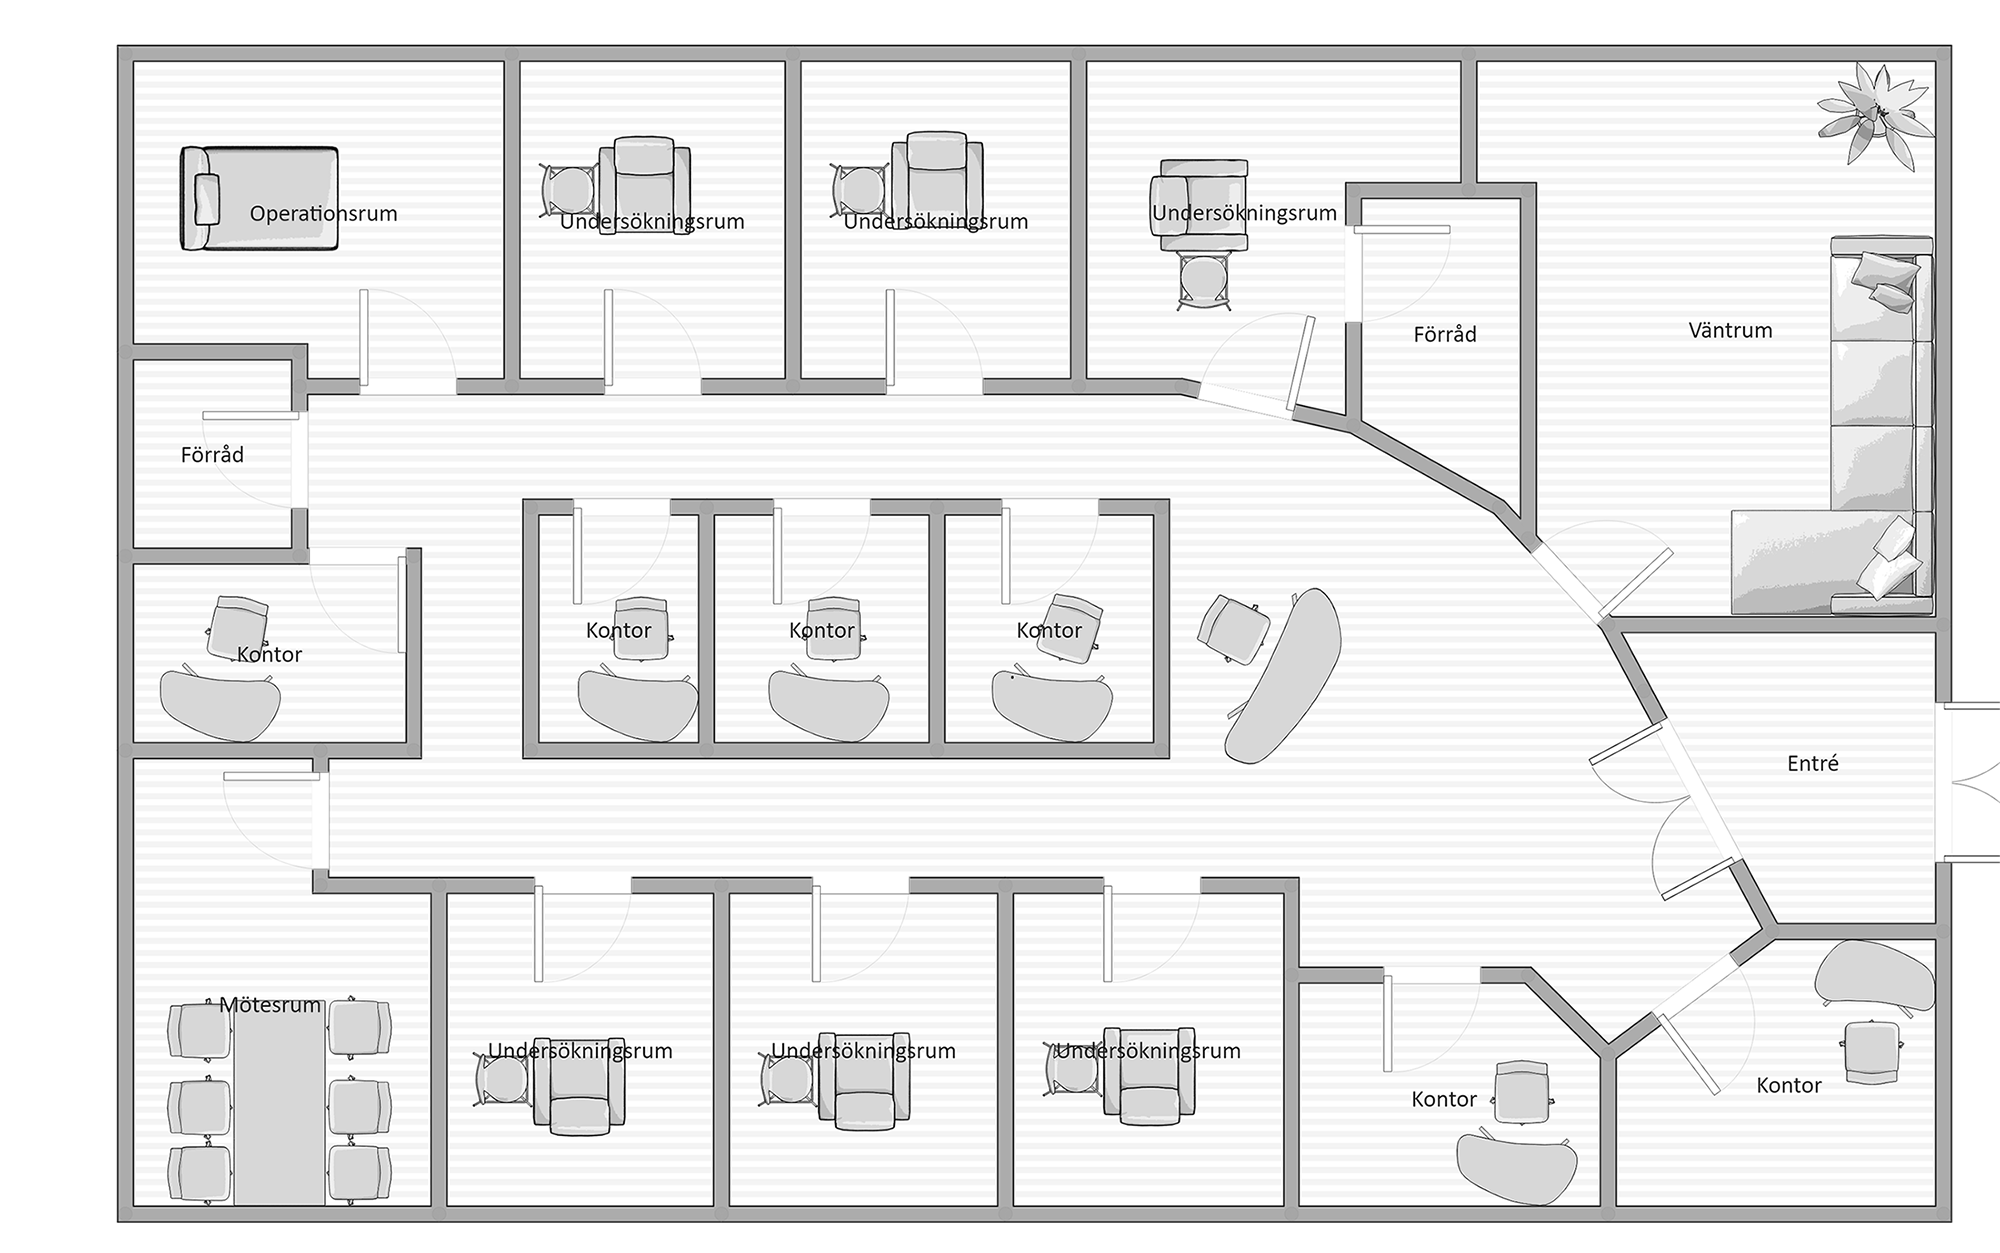 Operationsrum
Undersökningsrum
Undersökningsrum
Undersökningsrum
Förråd
Väntrum
Förråd
Kontor
Kontor
Kontor
Kontor
Entré
Mötesrum
Undersökningsrum
Undersökningsrum
Undersökningsrum
Kontor
Kontor